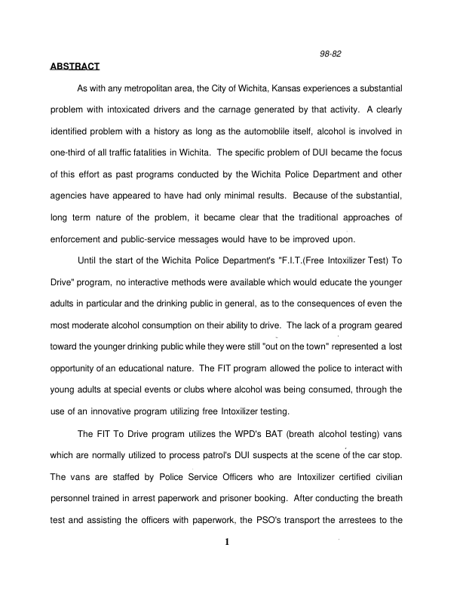 98-82
ABSTRACT
As with any metropolitan area, the City of Wichita, Kansas experiences a substantial
problem with intoxicated drivers and the carnage generated by that activity. A clearly
identified problem with a history as long as the automoblile itself, alcohol is involved in
one-third of all traffic fatalities in Wichita. The specific problem of DUI became the focus
of this effort as past programs conducted by the Wichita Police Department and other
agencies have appeared to have had only minimal results. Because of the substantial,
long term nature of the problem, it became clear that the traditional approaches of
enforcement and public-service messages would have to be improved upon.
Until the start of the Wichita Police Department's "F.I.T.(Free Intoxilizer Test) To
Drive" program, no interactive methods were available which would educate the younger
adults in particular and the drinking public in general, as to the consequences of even the
most moderate alcohol consumption on their ability to drive. The lack of a program geared
toward the younger drinking public while they were still "out on the town" represented a lost
opportunity of an educational nature. The FIT program allowed the police to interact with
young adults at special events or clubs where alcohol was being consumed, through the
use of an innovative program utilizing free Intoxilizer testing.
The FIT To Drive program utilizes the WPD's BAT (breath alcohol testing) vans
which are normally utilized to process patrol's DUI suspects at the scene of the car stop.
The vans are staffed by Police Service Officers who are Intoxilizer certified civilian
personnel trained in arrest paperwork and prisoner booking. After conducting the breath
test and assisting the officers with paperwork, the PSO's transport the arrestees to the
1